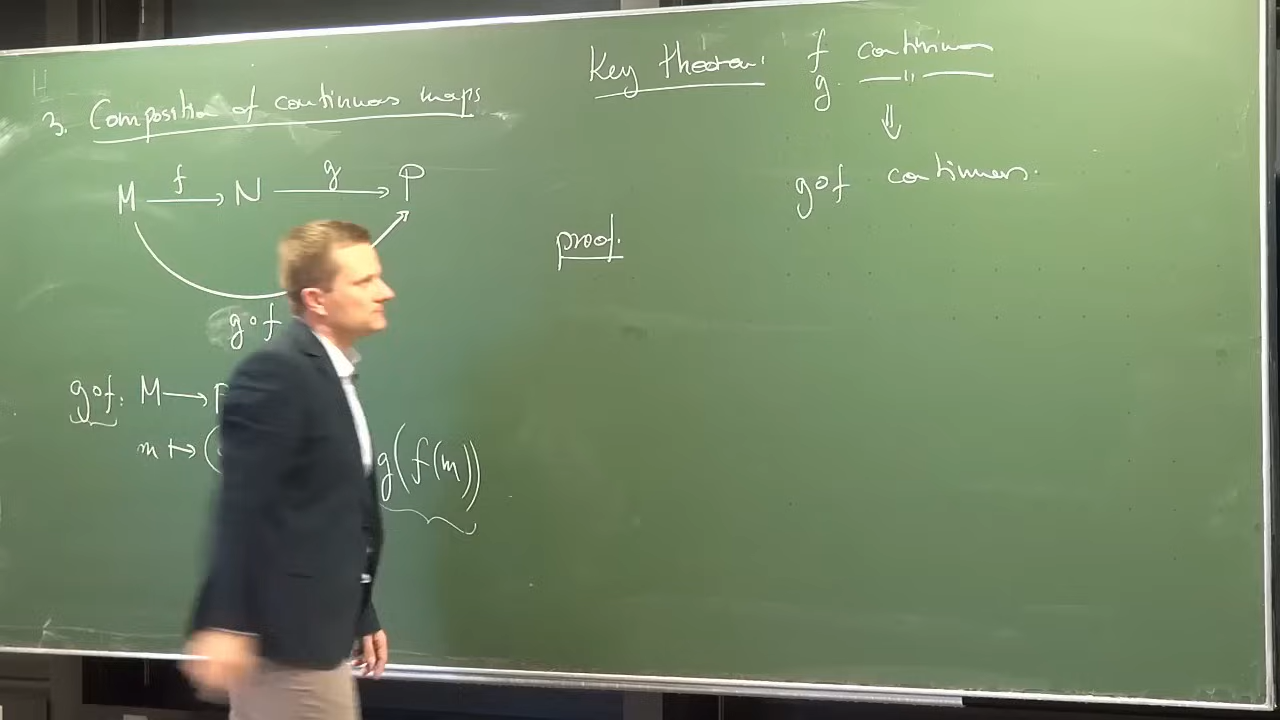 3. Composition of continuous maps
M f N g P
g∘f
g∘f: M → P
m ↦ (
g(f(m))
Key theorem: f continuous
g. —"—
⇓
g∘f continuous.
proof.